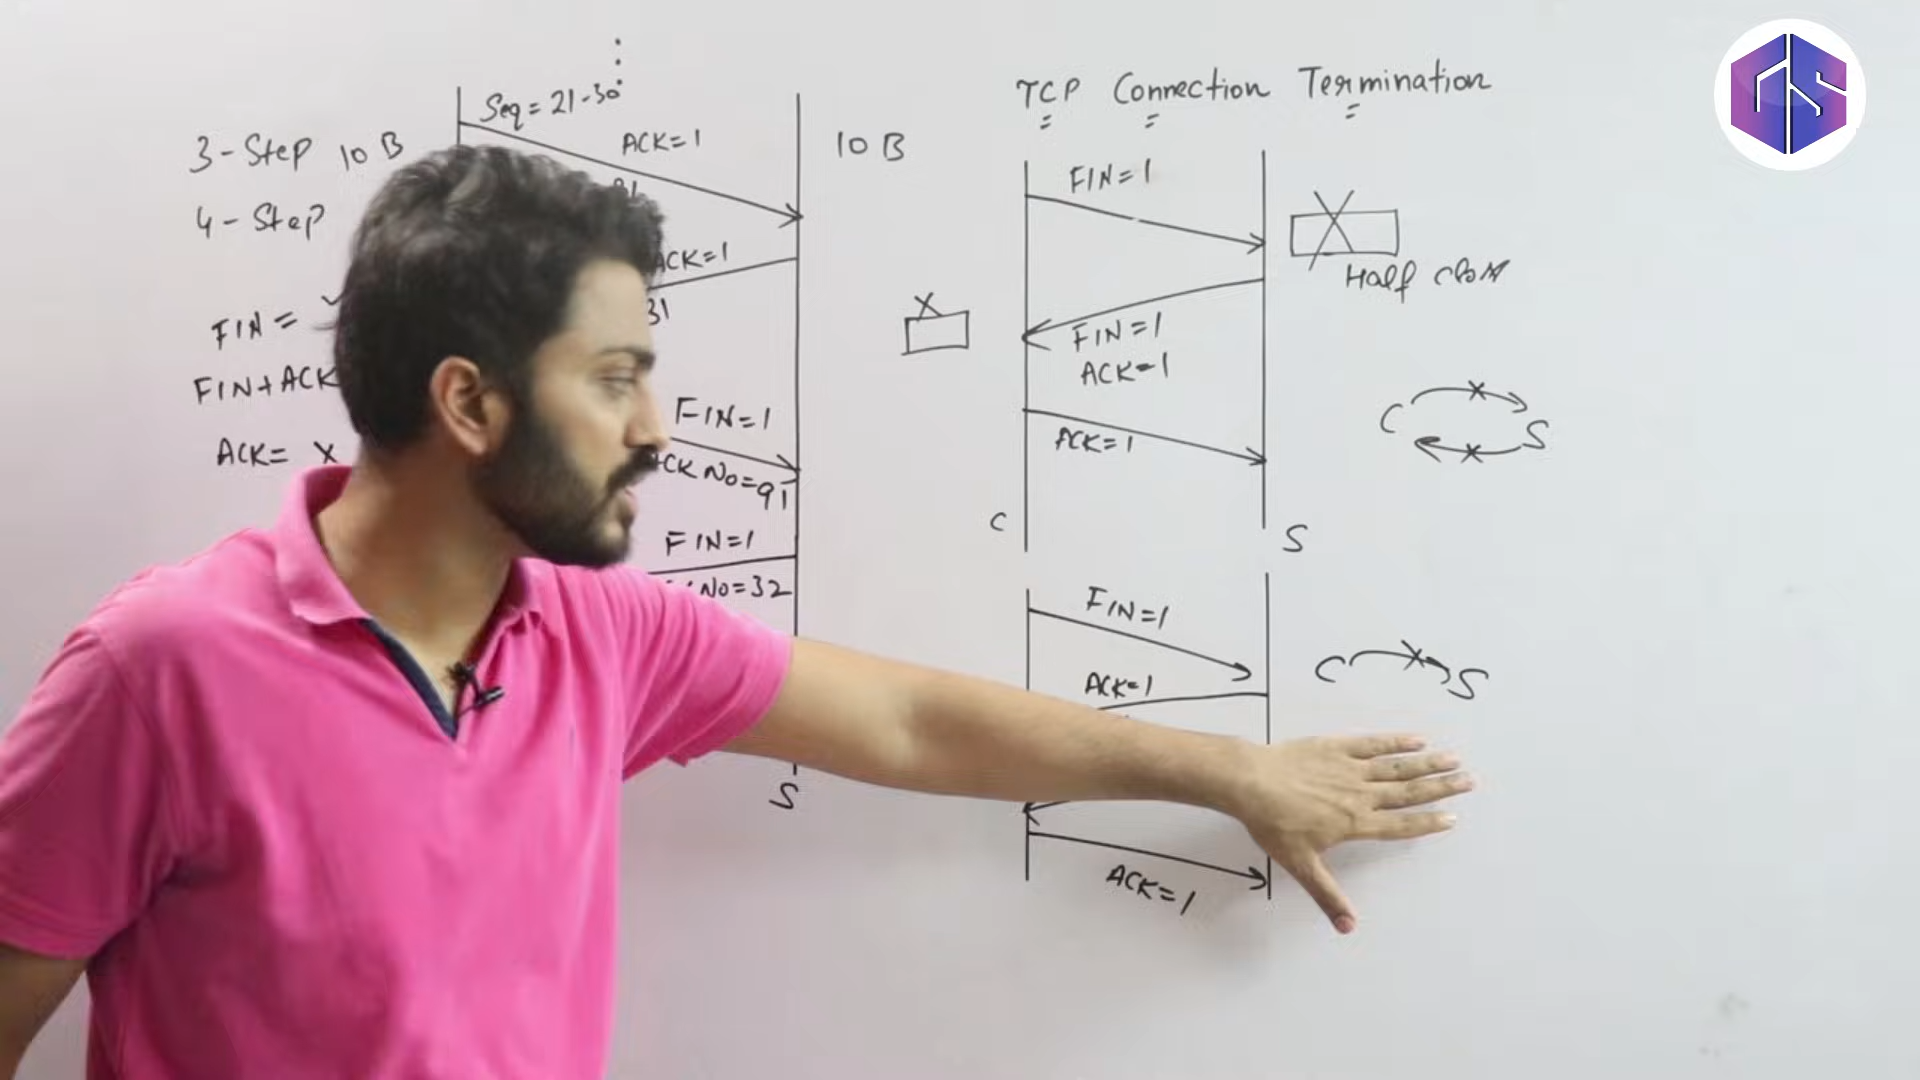 3-Step 10 B
4-Step
FIN =
FIN+ACK
ACK= X
Seq = 21-30
ACK=1
10 B
ACK=1
31
FIN=1
ACK No=91
FIN=1
No=32
S
TCP Connection Termination
FIN=1
Half close
FIN=1
ACK=1
ACK=1
C
S
C
S
FIN=1
ACK=1
C
S
ACK=1